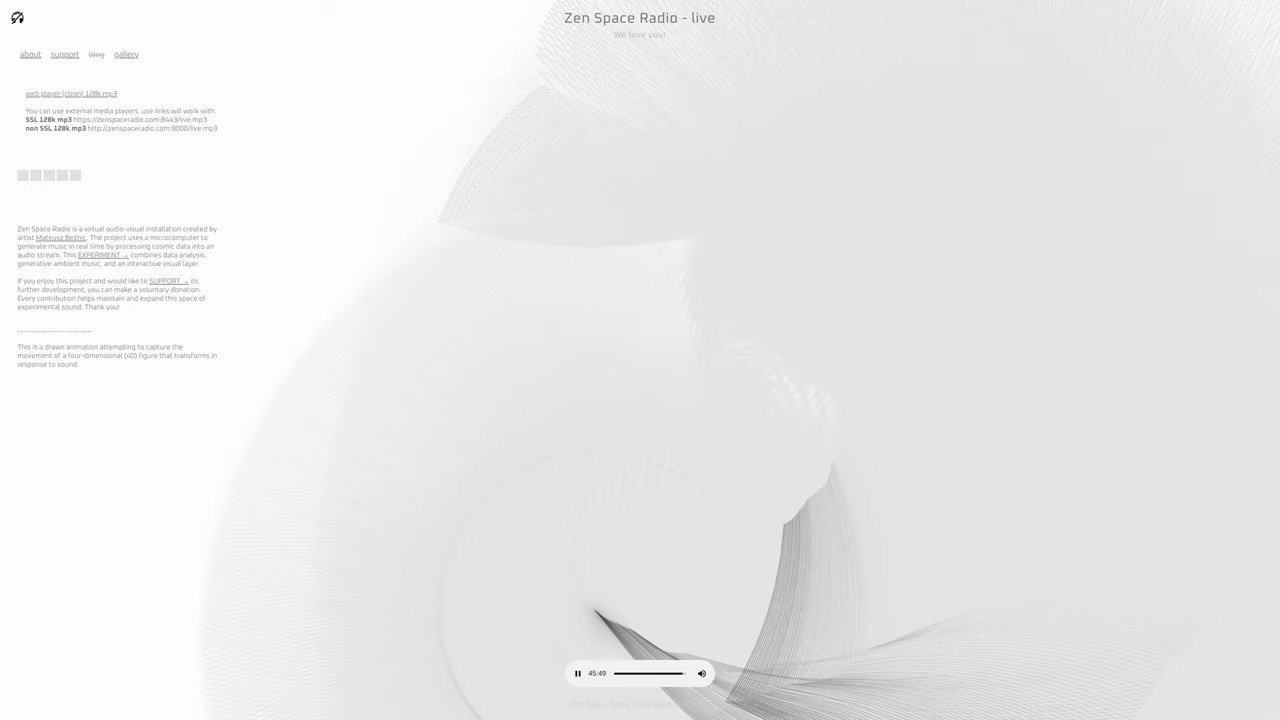 Zen Space Radio - live
We love you!
about support blog gallery
web player (clean) 128k mp3
You can use external media players, use links will work with:
SSL 128k mp3 https://zenspaceradio.com:8443/live.mp3
non SSL 128k mp3 http://zenspaceradio.com:8000/live.mp3
Zen Space Radio is a virtual audio-visual installation created by
artist Mateusz Beźnic. The project uses a microcomputer to
generate music in real time by processing cosmic data into an
audio stream. This EXPERIMENT → combines data analysis,
generative ambient music, and an interactive visual layer.
If you enjoy this project and would like to SUPPORT → its
further development, you can make a voluntary donation.
Every contribution helps maintain and expand this space of
experimental sound. Thank you!
This is a drawn animation attempting to capture the
movement of a four-dimensional (4D) figure that transforms in
response to sound.
45:49
Zen Space Radio